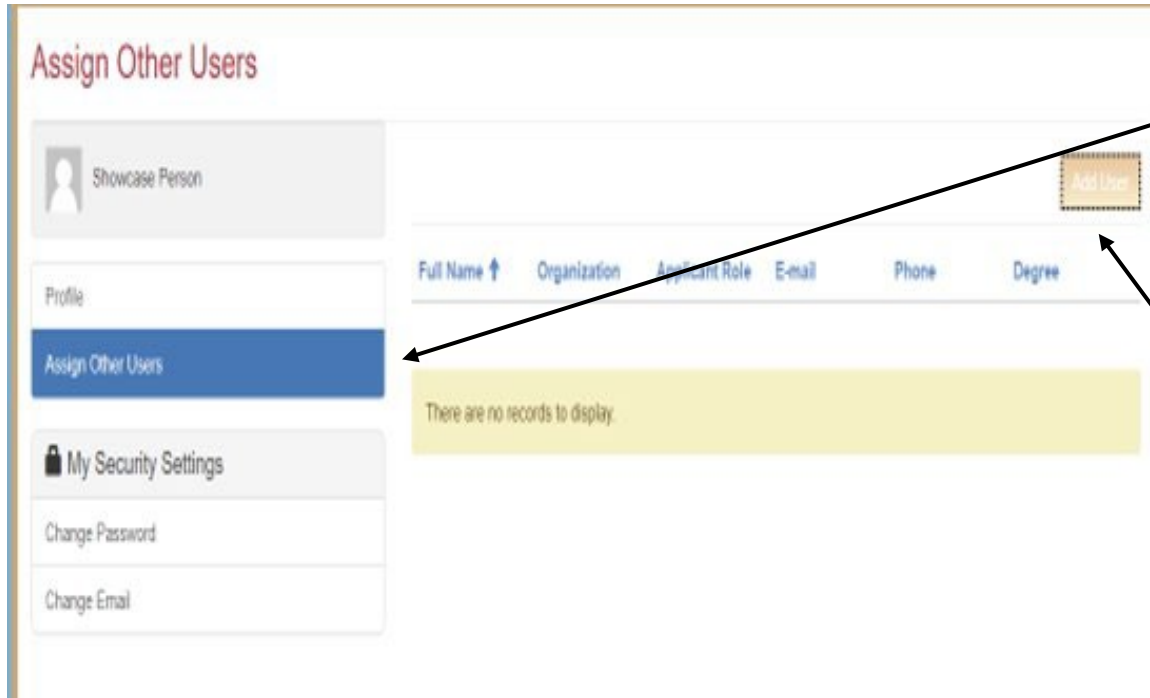 Assign Other Users
Showcase Person
Add User
Full Name ↑ Organization Applicant Role E-mail Phone Degree
Profile
Assign Other Users
There are no records to display.
My Security Settings
Change Password
Change Email